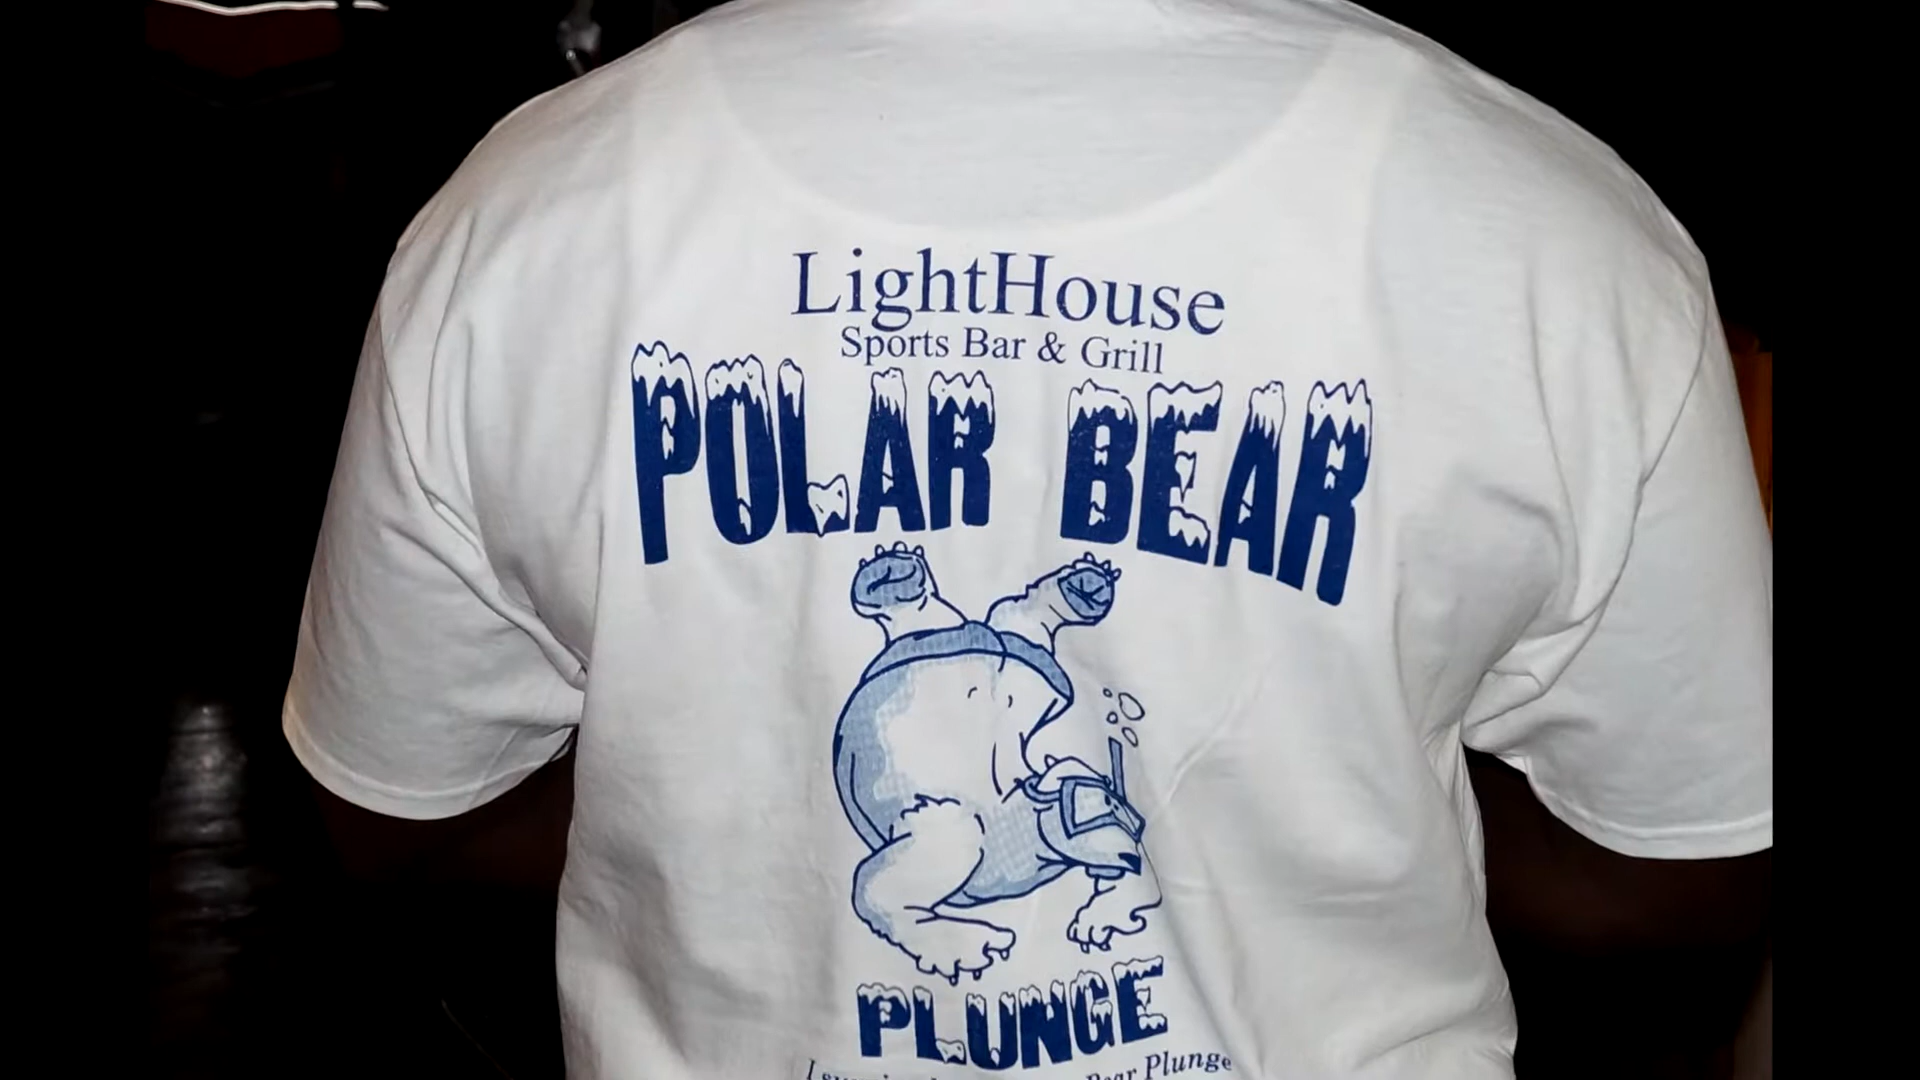 LightHouse
Sports Bar & Grill
POLAR BEAR
PLUNGE
Bear Plunge